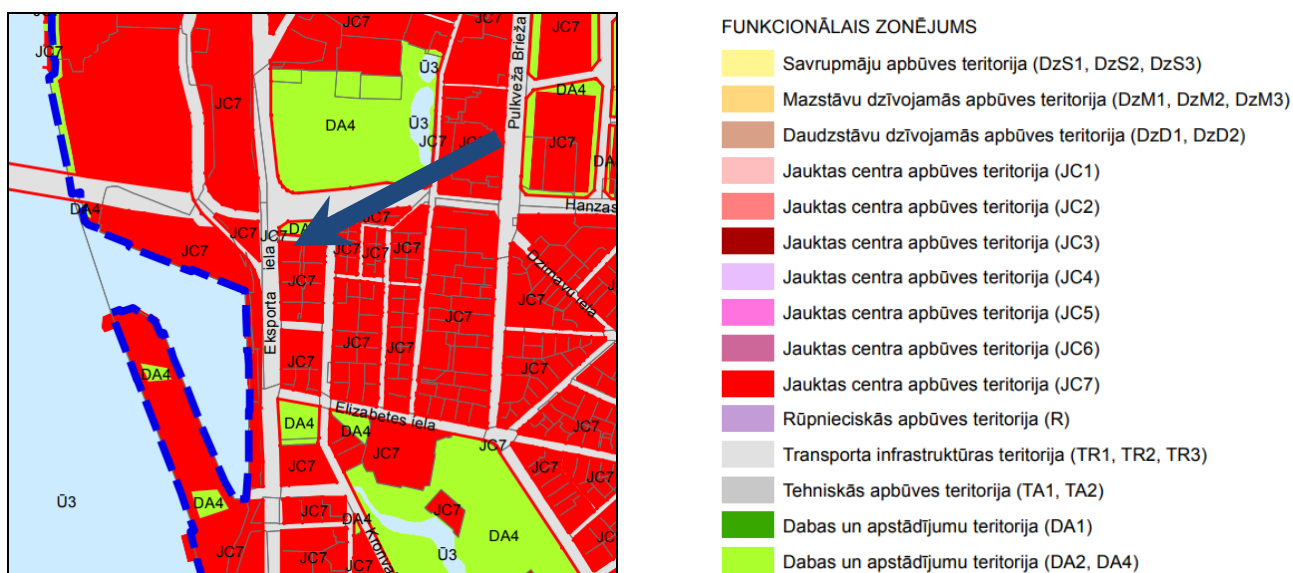 JC7
JC7
JC7
JC7
Ū3
Pulkveža Brieža
DA4
JC7
DA4
Ū3
JC7
JC7
JC7
DA
Hanzas
DA4
JC7
JC7
JC7
DA
JC7
JC7
JC7
JC7
JC7
Eksporta iela
Dzirnavu iela
JC7
JC7
JC7
JC7
JC7
JC7
DA4
Elizabetes iela
DA4
DA4
JC7
JC7
JC7
JC7
JC7
JC7
Ū3
DA4
JC7
DA4
JC7
DA4
JC
JC7
Ū3
Kronva
JC7
JC7
FUNKCIONĀLAIS ZONĒJUMS
Savrupmāju apbūves teritorija (DzS1, DzS2, DzS3)
Mazstāvu dzīvojamās apbūves teritorija (DzM1, DzM2, DzM3)
Daudzstāvu dzīvojamās apbūves teritorija (DzD1, DzD2)
Jauktas centra apbūves teritorija (JC1)
Jauktas centra apbūves teritorija (JC2)
Jauktas centra apbūves teritorija (JC3)
Jauktas centra apbūves teritorija (JC4)
Jauktas centra apbūves teritorija (JC5)
Jauktas centra apbūves teritorija (JC6)
Jauktas centra apbūves teritorija (JC7)
Rūpnieciskās apbūves teritorija (R)
Transporta infrastruktūras teritorija (TR1, TR2, TR3)
Tehniskās apbūves teritorija (TA1, TA2)
Dabas un apstādījumu teritorija (DA1)
Dabas un apstādījumu teritorija (DA2, DA4)